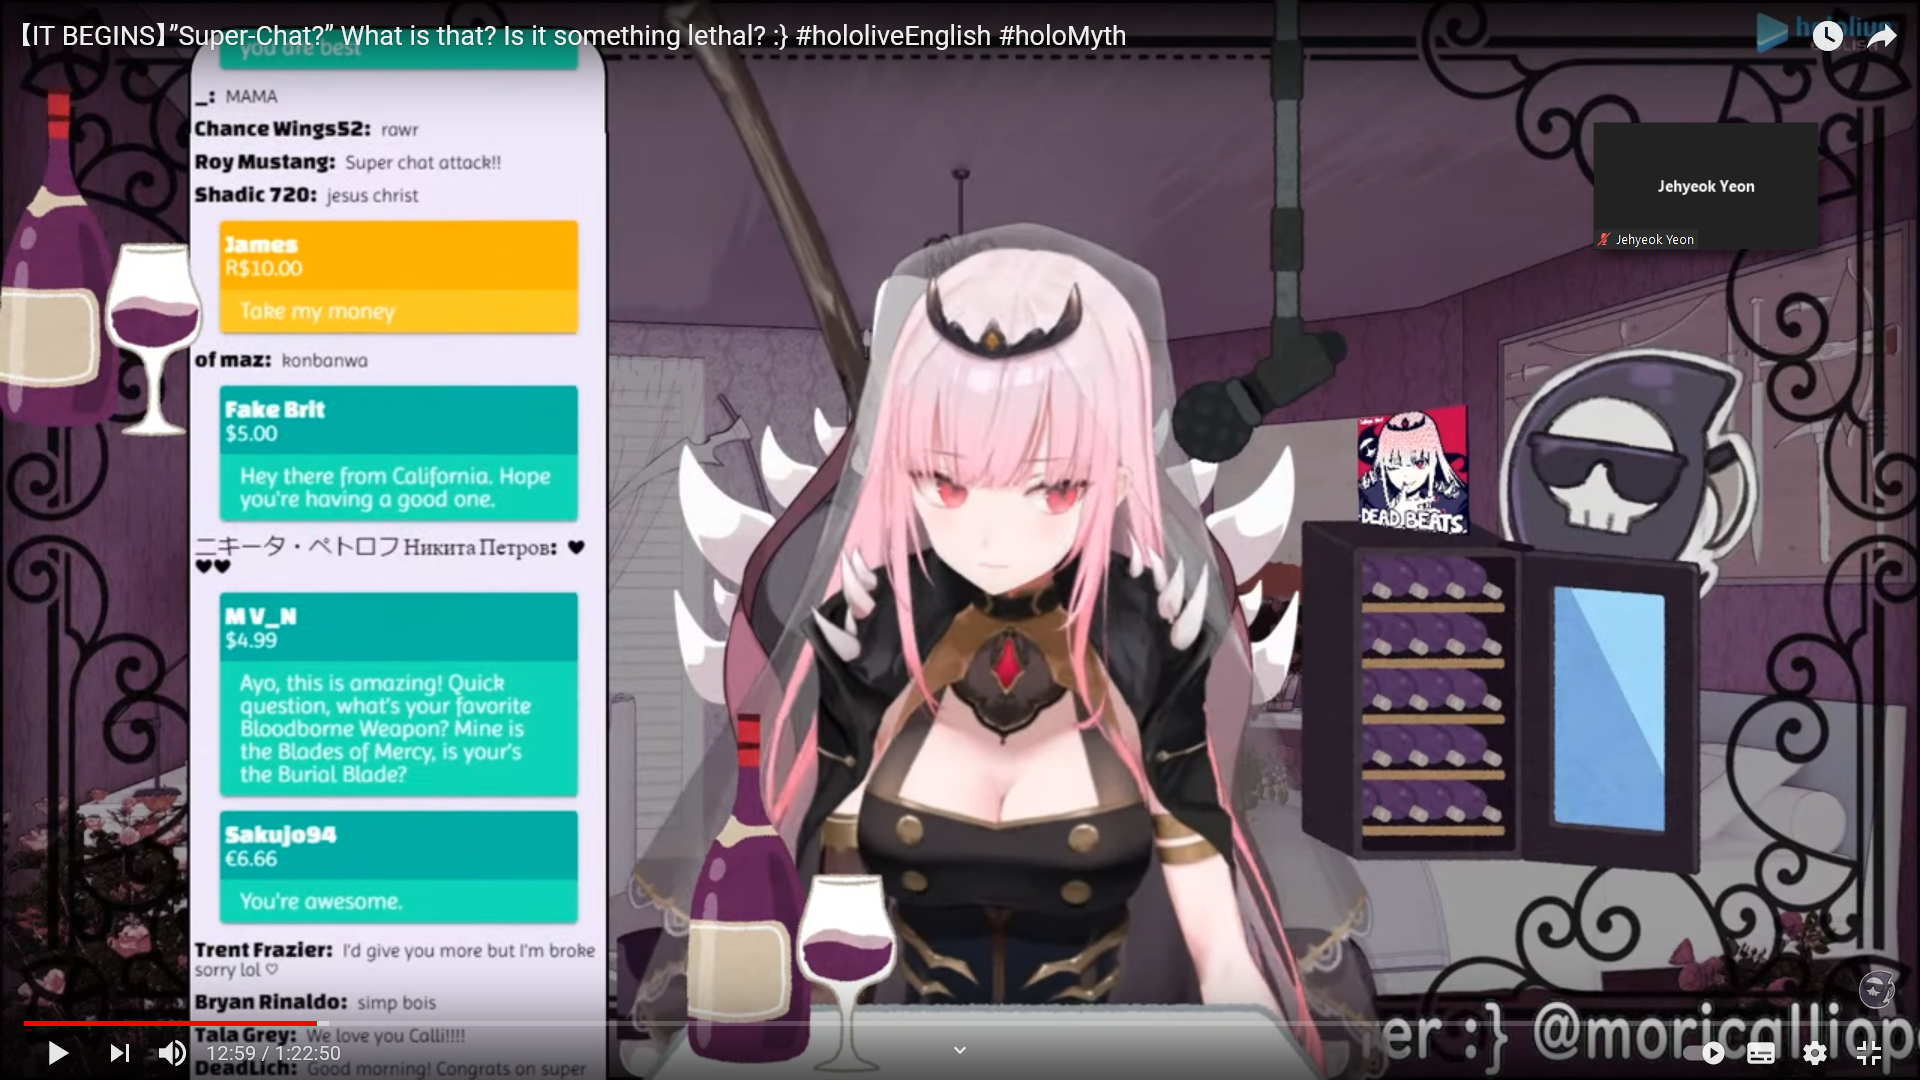 【IT BEGINS】”Super-Chat?” What is that? Is it something lethal? :} #hololiveEnglish #holoMyth
you are best
_: MAMA
Chance Wings52: rawr
Roy Mustang: Super chat attack!!
Shadic 720: jesus christ
James
R$10.00
Take my money
of maz: konbanwa
Fake Brit
$5.00
Hey there from California. Hope
you're having a good one.
ニキータ・ペトロフ Никита Петров: ♥
♥♥
M V_N
$4.99
Ayo, this is amazing! Quick
question, what's your favorite
Bloodborne Weapon? Mine is
the Blades of Mercy, is your's
the Burial Blade?
Sakujo94
€6.66
You're awesome.
Trent Frazier: I'd give you more but I'm broke
sorry lol ♡
Bryan Rinaldo: simp bois
Tala Grey: We love you Calli!!!!
DeadLich: Good morning! Congrats on super
12:59 / 1:22:50
hololive
Jehyeok Yeon
Jehyeok Yeon
DEAD BEATS
er :} @moricalliop